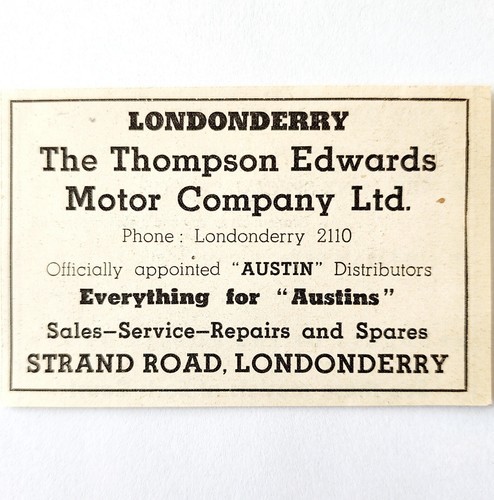 LONDONDERRY
The Thompson Edwards
Motor Company Ltd.
Phone: Londonderry 2110
Officially appointed "AUSTIN" Distributors
Everything for "Austins"
Sales—Service—Repairs and Spares
STRAND ROAD, LONDONDERRY